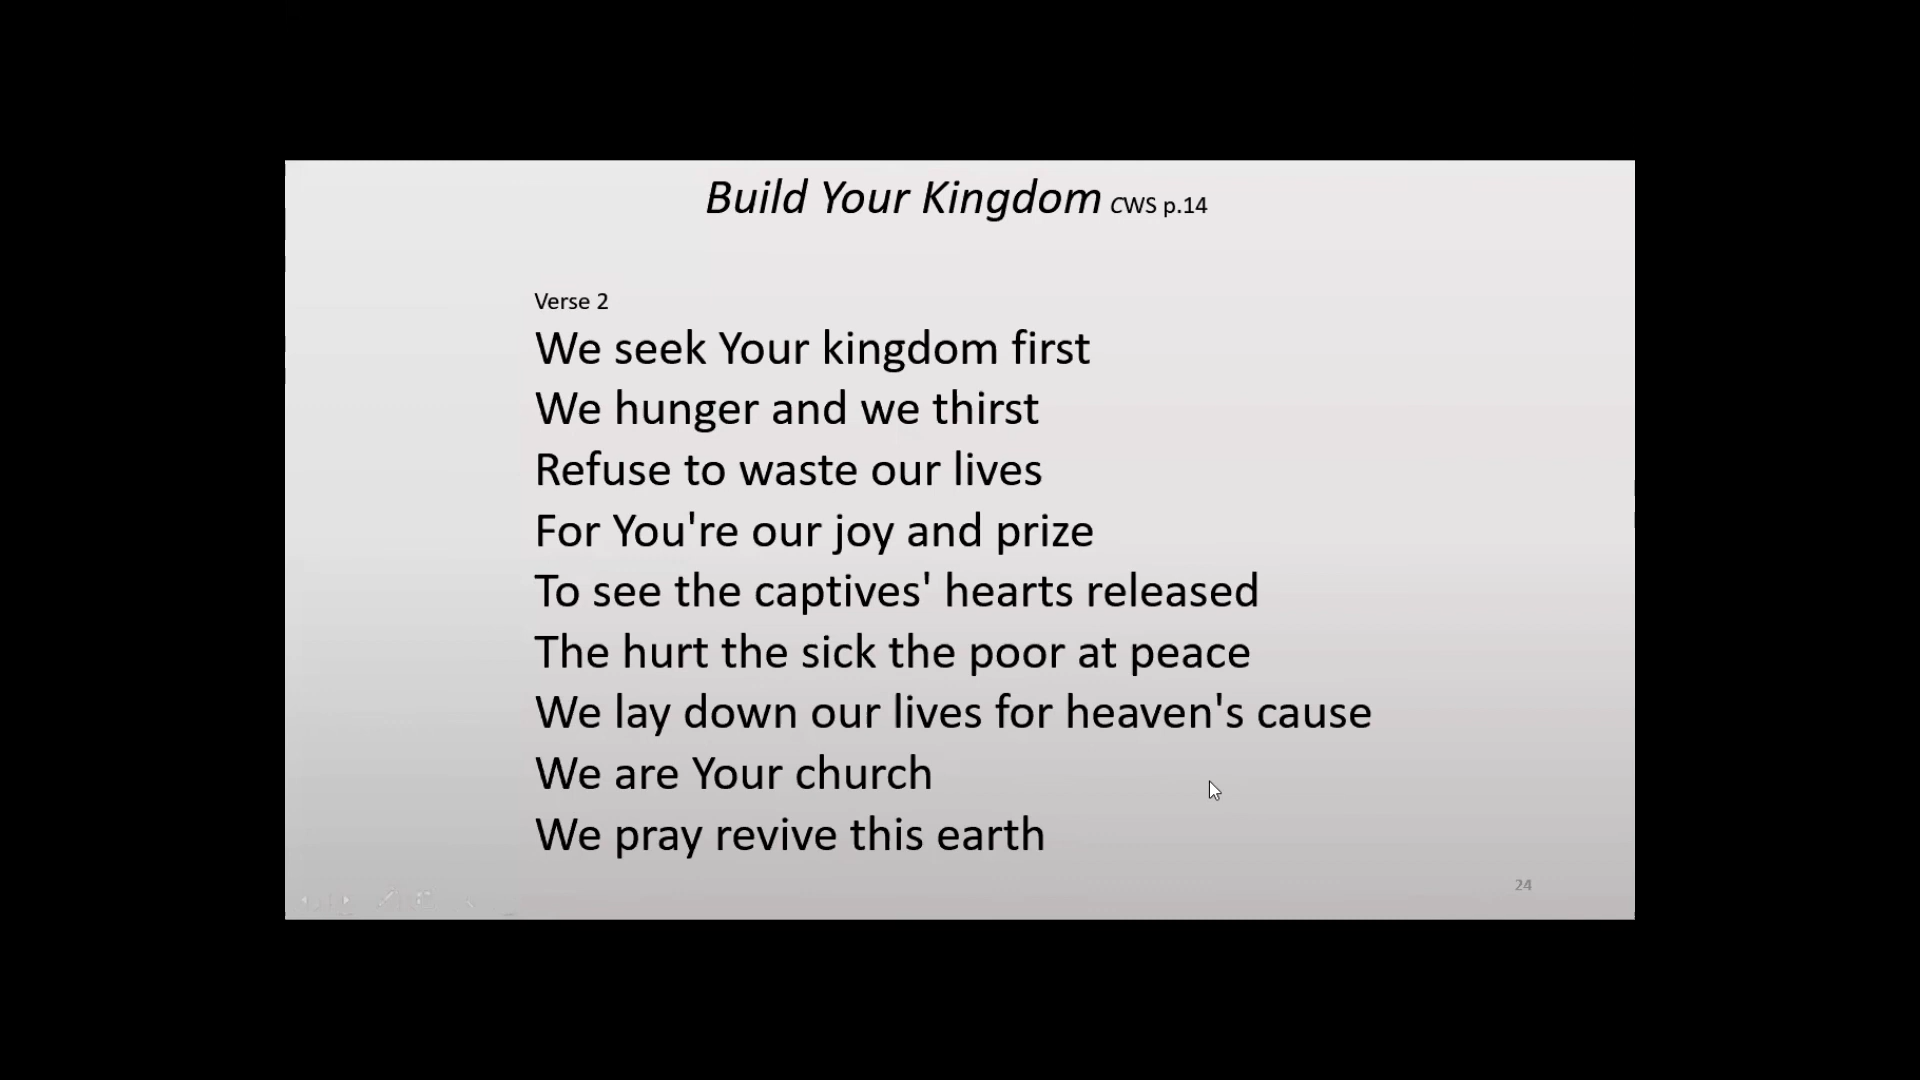 Build Your Kingdom CWS p.14
Verse 2
We seek Your kingdom first
We hunger and we thirst
Refuse to waste our lives
For You're our joy and prize
To see the captives' hearts released
The hurt the sick the poor at peace
We lay down our lives for heaven's cause
We are Your church
We pray revive this earth
24